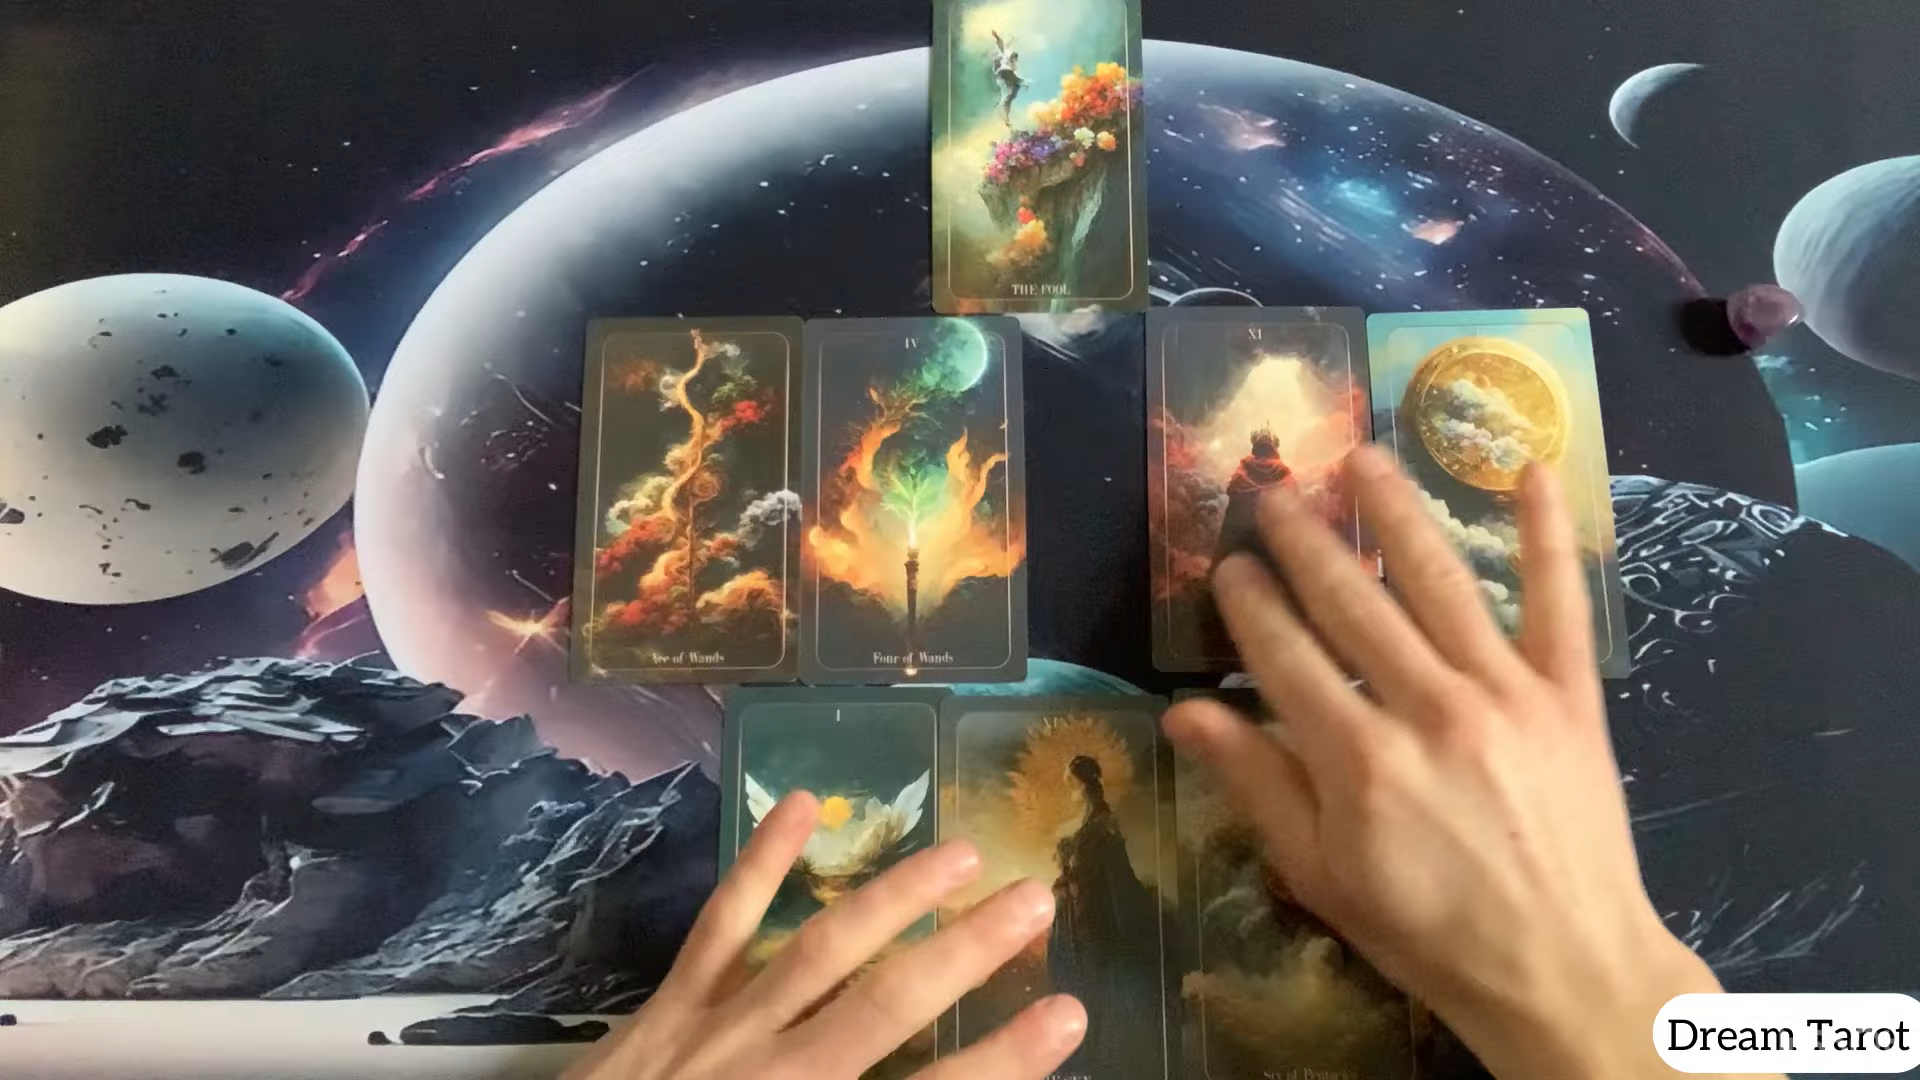 THE FOOL
IV
XI
Ace of Wands
Four of Wands
I
Dream Tarot